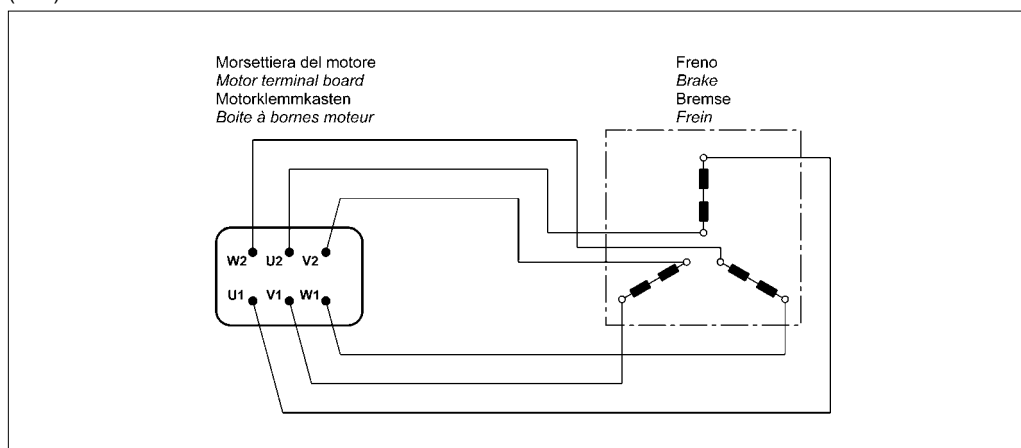 Morsettiera del motore
Motor terminal board
Motorklemmkasten
Boite à bornes moteur
Freno
Brake
Bremse
Frein
W2 U2 V2
U1 V1 W1